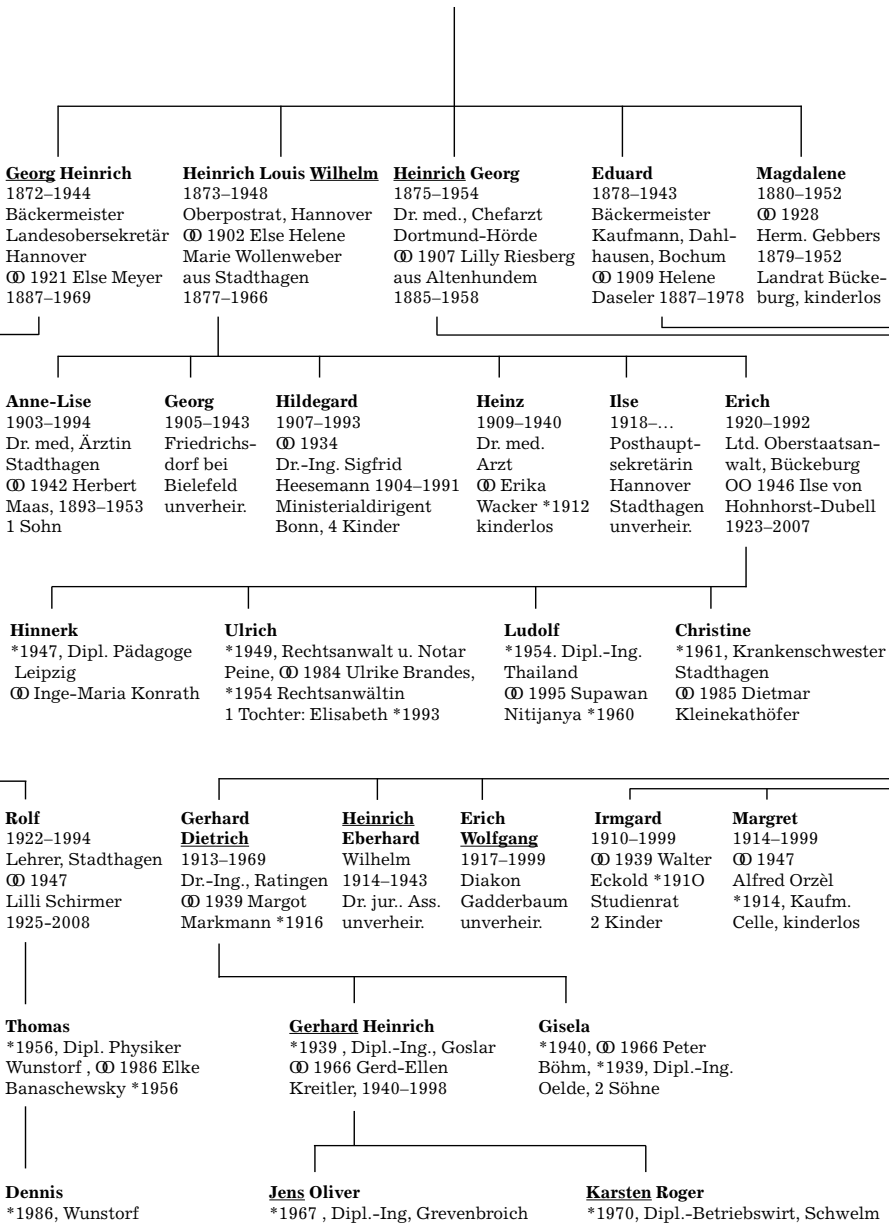 Georg Heinrich
1872–1944
Bäckermeister
Landesobersekretär
Hannover
ꝏ 1921 Else Meyer
1887–1969
Heinrich Louis Wilhelm
1873–1948
Oberpostrat, Hannover
ꝏ 1902 Else Helene
Marie Wollenweber
aus Stadthagen
1877–1966
Heinrich Georg
1875–1954
Dr. med., Chefarzt
Dortmund-Hörde
ꝏ 1907 Lilly Riesberg
aus Altenhundem
1885–1958
Eduard
1878–1943
Bäckermeister
Kaufmann, Dahl-
hausen, Bochum
ꝏ 1909 Helene
Daseler 1887–1978
Magdalene
1880–1952
ꝏ 1928
Herm. Gebbers
1879–1952
Landrat Bücke-
burg, kinderlos
Anne-Lise
1903–1994
Dr. med, Ärztin
Stadthagen
ꝏ 1942 Herbert
Maas, 1893–1953
1 Sohn
Georg
1905–1943
Friedrichs-
dorf bei
Bielefeld
unverheir.
Hildegard
1907–1993
ꝏ 1934
Dr.-Ing. Sigfrid
Heesemann 1904–1991
Ministerialdirigent
Bonn, 4 Kinder
Heinz
1909–1940
Dr. med.
Arzt
ꝏ Erika
Wacker *1912
kinderlos
Ilse
1918–…
Posthaupt-
sekretärin
Hannover
Stadthagen
unverheir.
Erich
1920–1992
Ltd. Oberstaatsan-
walt, Bückeburg
OO 1946 Ilse von
Hohnhorst-Dubell
1923–2007
Hinnerk
*1947, Dipl. Pädagoge
Leipzig
ꝏ Inge-Maria Konrath
Ulrich
*1949, Rechtsanwalt u. Notar
Peine, ꝏ 1984 Ulrike Brandes,
*1954 Rechtsanwältin
1 Tochter: Elisabeth *1993
Ludolf
*1954. Dipl.-Ing.
Thailand
ꝏ 1995 Supawan
Nitijanya *1960
Christine
*1961, Krankenschwester
Stadthagen
ꝏ 1985 Dietmar
Kleinekathöfer
Rolf
1922–1994
Lehrer, Stadthagen
ꝏ 1947
Lilli Schirmer
1925-2008
Gerhard
Dietrich
1913–1969
Dr.-Ing., Ratingen
ꝏ 1939 Margot
Markmann *1916
Heinrich
Eberhard
Wilhelm
1914–1943
Dr. jur.. Ass.
unverheir.
Erich
Wolfgang
1917–1999
Diakon
Gadderbaum
unverheir.
Irmgard
1910–1999
ꝏ 1939 Walter
Eckold *191O
Studienrat
2 Kinder
Margret
1914–1999
ꝏ 1947
Alfred Orzèl
*1914, Kaufm.
Celle, kinderlos
Thomas
*1956, Dipl. Physiker
Wunstorf , ꝏ 1986 Elke
Banaschewsky *1956
Gerhard Heinrich
*1939 , Dipl.-Ing., Goslar
ꝏ 1966 Gerd-Ellen
Kreitler, 1940–1998
Gisela
*1940, ꝏ 1966 Peter
Böhm, *1939, Dipl.-Ing.
Oelde, 2 Söhne
Dennis
*1986, Wunstorf
Jens Oliver
*1967 , Dipl.-Ing, Grevenbroich
Karsten Roger
*1970, Dipl.-Betriebswirt, Schwelm